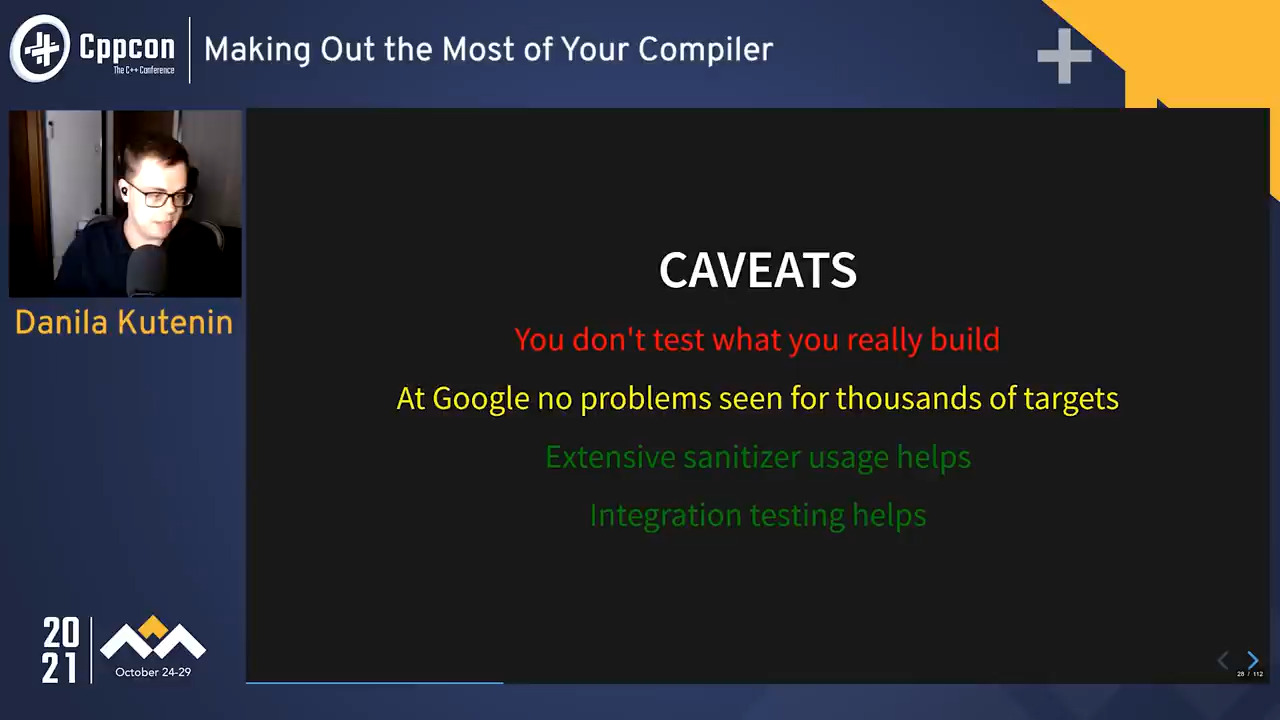 Cppcon
The C++ Conference
Making Out the Most of Your Compiler
Danila Kutenin
CAVEATS
You don't test what you really build
At Google no problems seen for thousands of targets
Extensive sanitizer usage helps
Integration testing helps
20
21
October 24-29
28 / 112